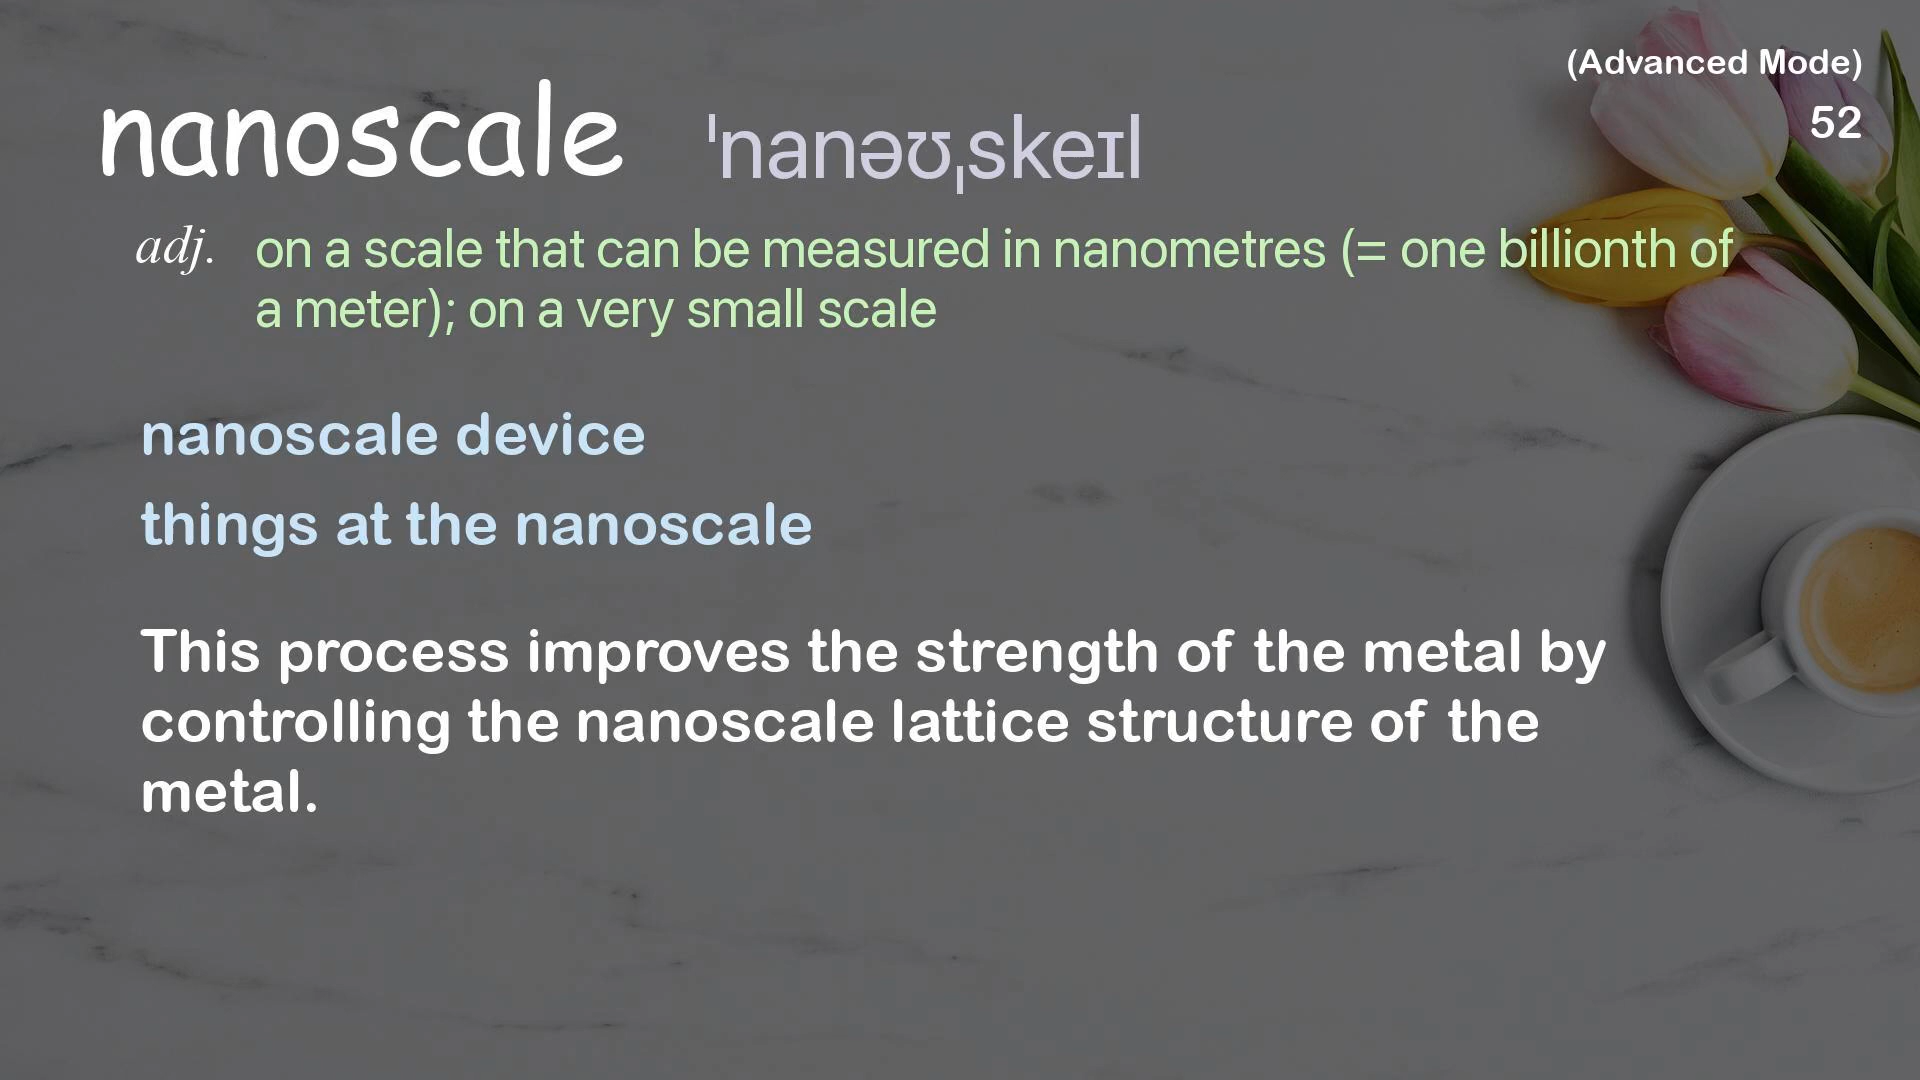 (Advanced Mode)
52
nanoscale ˈnanəʊˌskeɪl
adj. on a scale that can be measured in nanometres (= one billionth of
a meter); on a very small scale
nanoscale device
things at the nanoscale
This process improves the strength of the metal by
controlling the nanoscale lattice structure of the
metal.